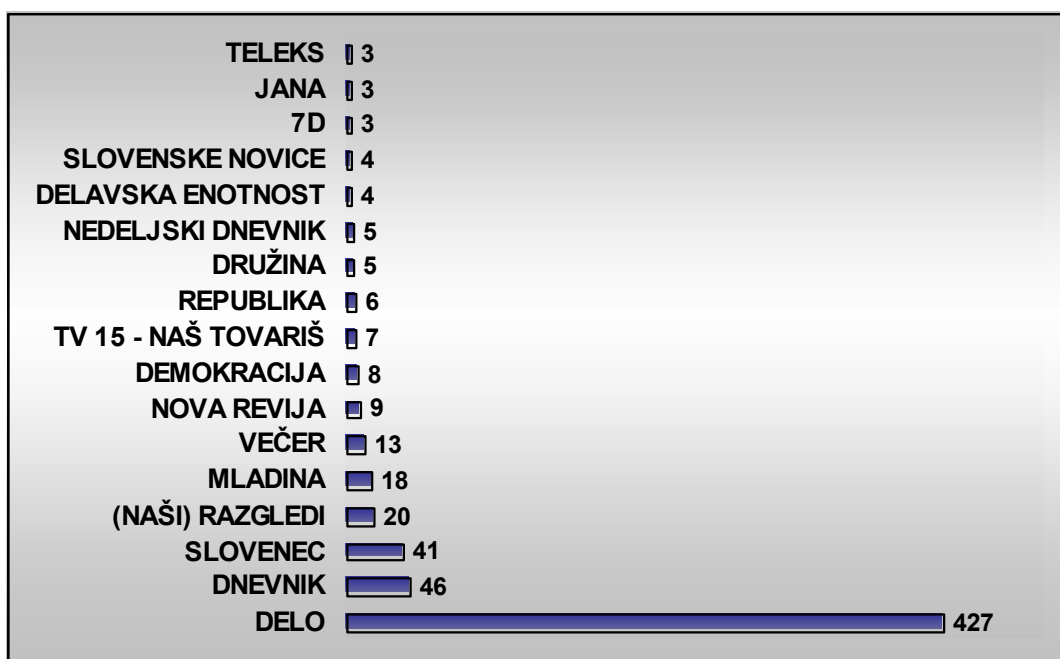 TELEKS 3
JANA 3
7D 3
SLOVENSKE NOVICE 4
DELAVSKA ENOTNOST 4
NEDELJSKI DNEVNIK 5
DRUŽINA 5
REPUBLIKA 6
TV 15 - NAŠ TOVARIŠ 7
DEMOKRACIJA 8
NOVA REVIJA 9
VEČER 13
MLADINA 18
(NAŠI) RAZGLEDI 20
SLOVENEC 41
DNEVNIK 46
DELO 427